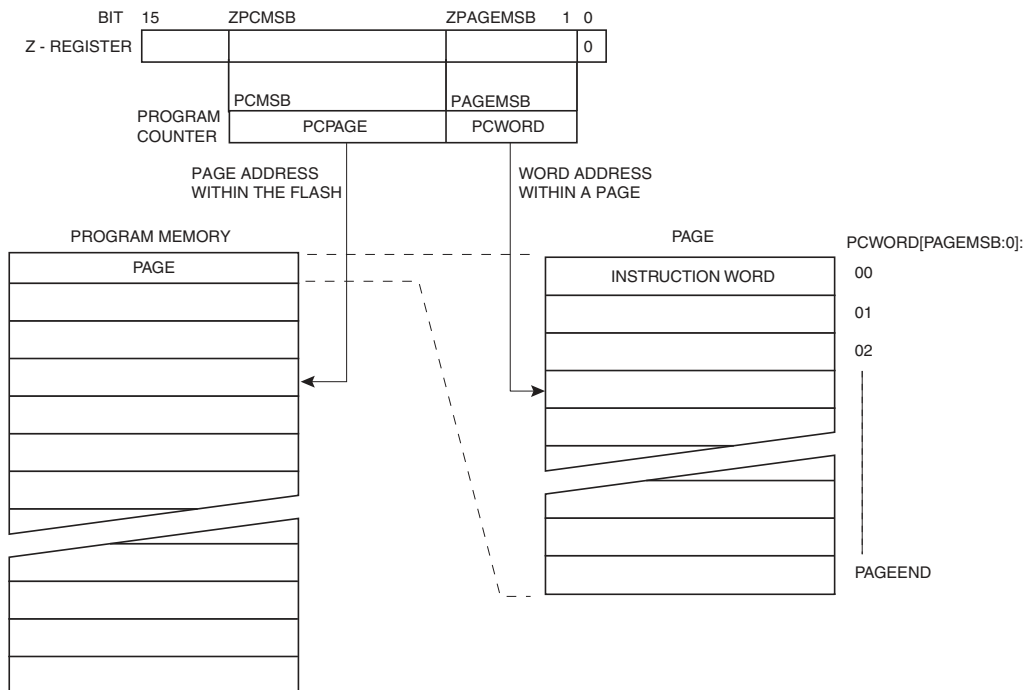 BIT 15 ZPCMSB ZPAGEMSB 1 0
Z - REGISTER 0
PCMSB PAGEMSB
PROGRAM
COUNTER
PCPAGE PCWORD
PAGE ADDRESS
WITHIN THE FLASH
WORD ADDRESS
WITHIN A PAGE
PROGRAM MEMORY
PAGE
PAGE
PCWORD[PAGEMSB:0]:
INSTRUCTION WORD
00
01
02
PAGEEND